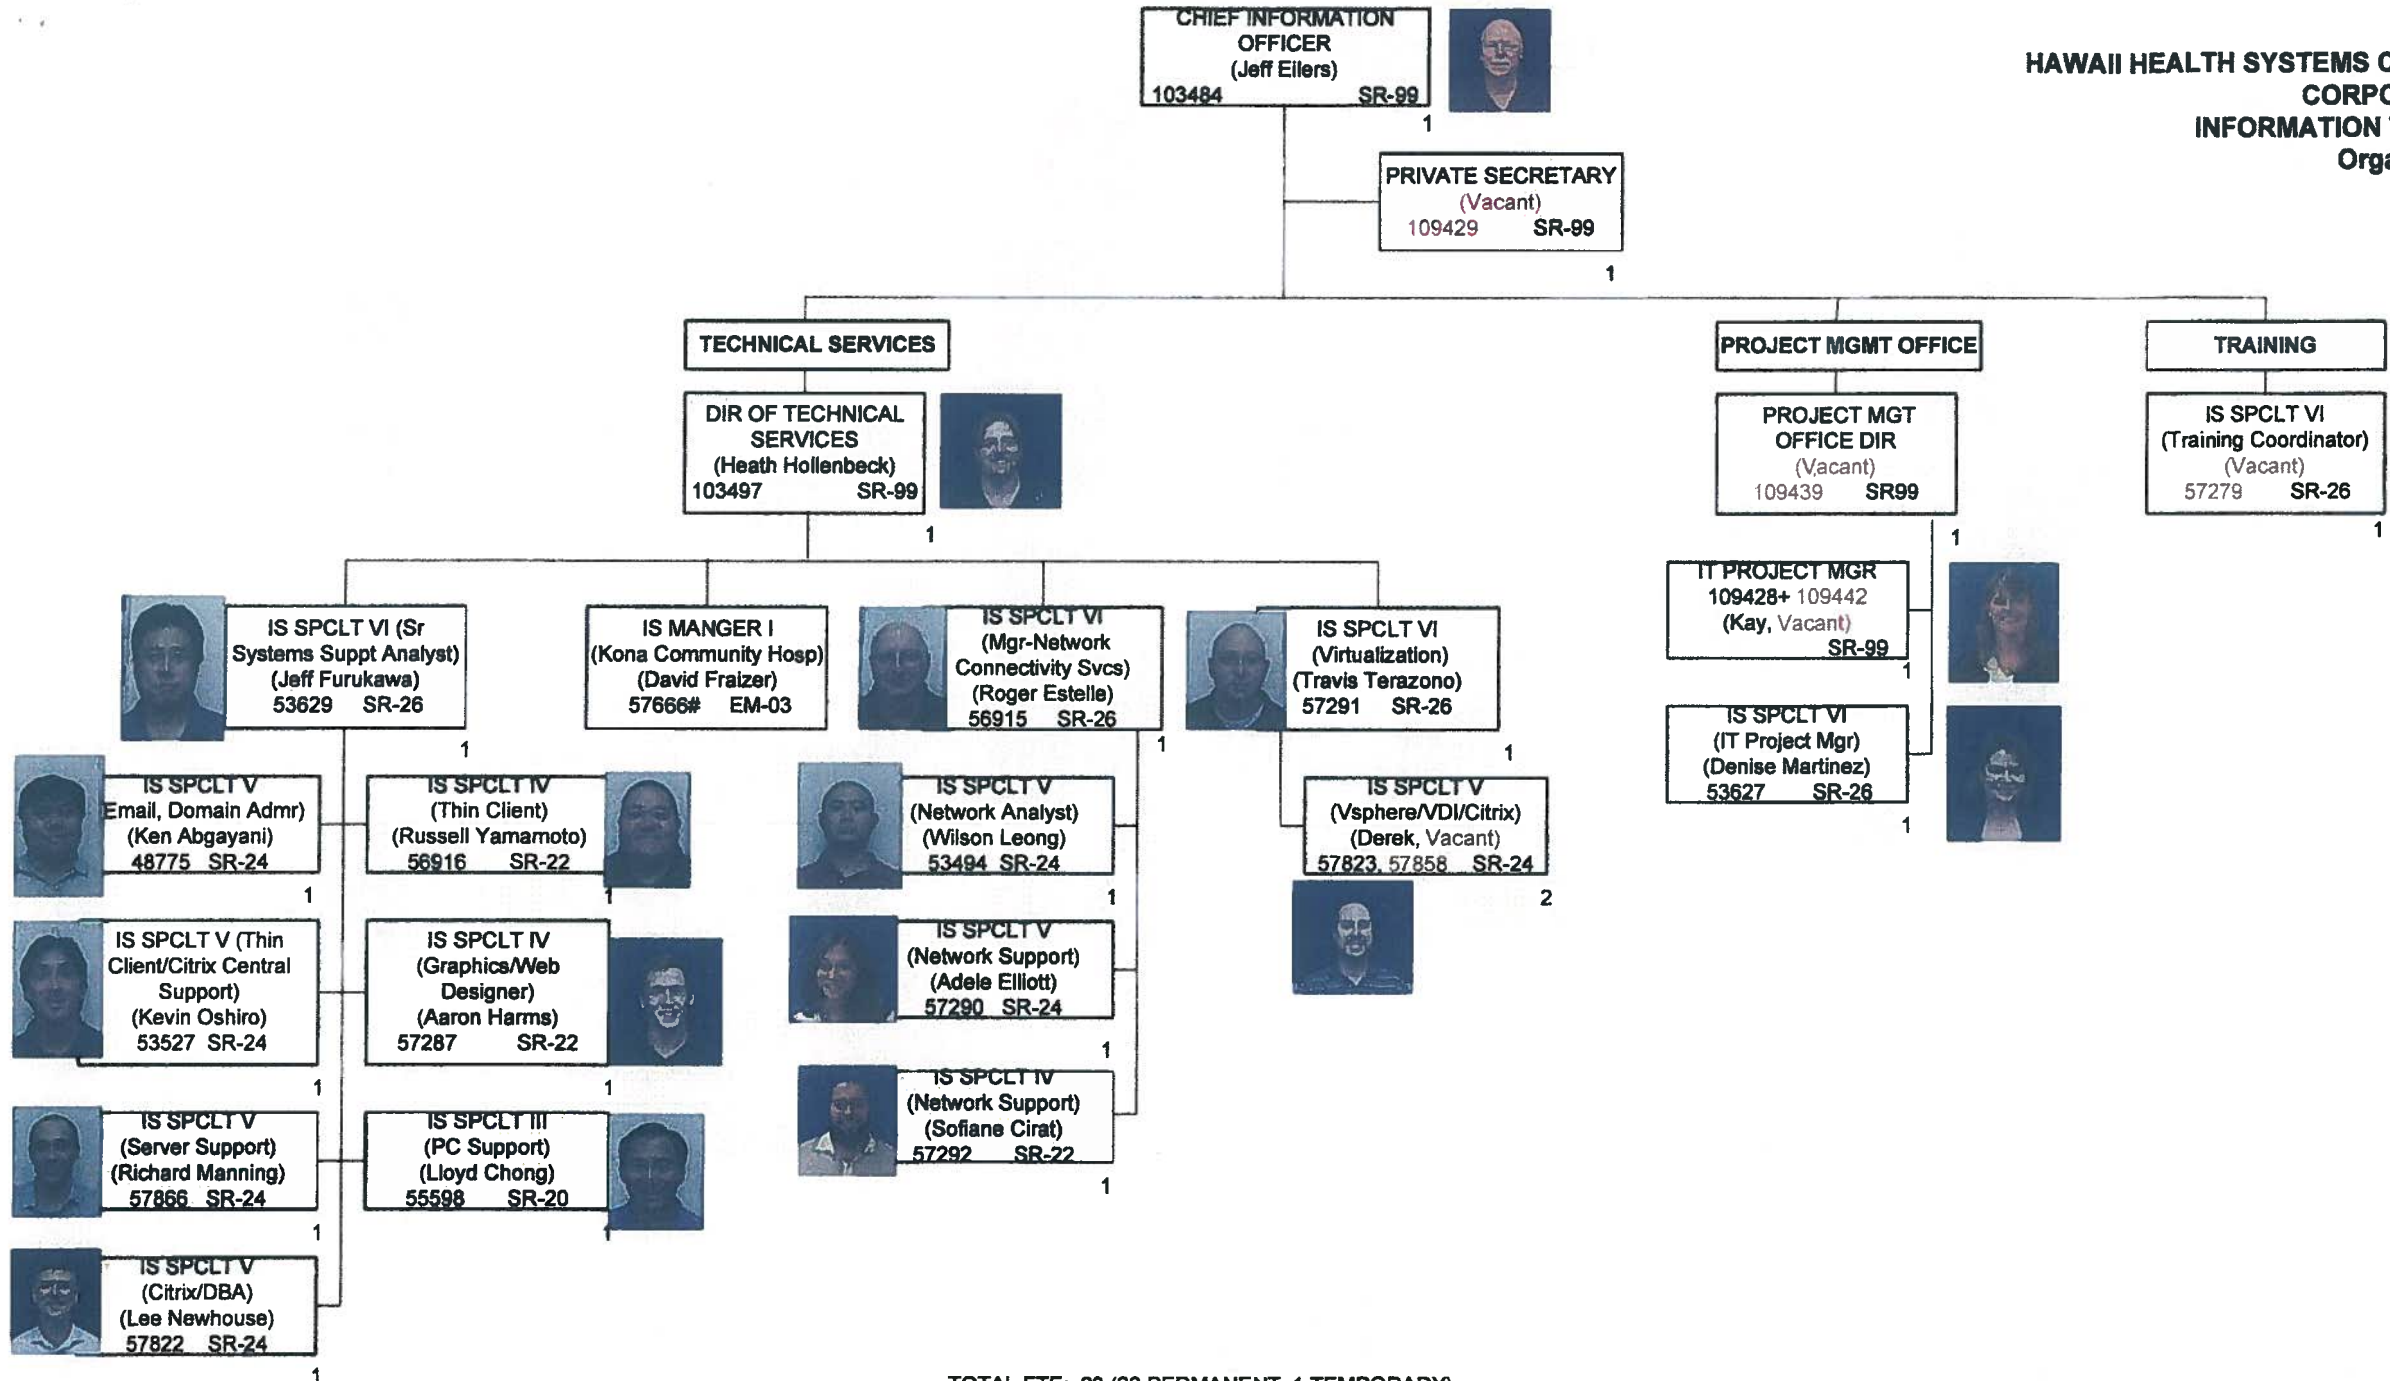 CHIEF INFORMATION
OFFICER
(Jeff Eilers)
103484 SR-99
1
HAWAII HEALTH SYSTEMS
INFORMATION
PRIVATE SECRETARY
(Vacant)
109429 SR-99
1
TECHNICAL SERVICES
PROJECT MGMT OFFICE
TRAINING
DIR OF TECHNICAL
SERVICES
(Heath Hollenbeck)
103497 SR-99
1
PROJECT MGT
OFFICE DIR
(Vacant)
109439 SR99
1
IS SPCLT VI
(Training Coordinator)
(Vacant)
57279 SR-26
1
IT PROJECT MGR
109428+ 109442
(Kay, Vacant)
SR-99
1
IS SPCLT VI
(IT Project Mgr)
(Denise Martinez)
53627 SR-26
1
IS SPCLT VI (Sr
Systems Suppt Analyst)
(Jeff Furukawa)
53629 SR-26
1
IS MANGER I
(Kona Community Hosp)
(David Fraizer)
57666# EM-03
IS SPCLT VI
(Mgr-Network
Connectivity Svcs)
(Roger Estelle)
56915 SR-26
1
IS SPCLT VI
(Virtualization)
(Travis Terazono)
57291 SR-26
1
IS SPCLT V
Email, Domain Admr)
(Ken Abgayani)
48775 SR-24
1
IS SPCLT IV
(Thin Client)
(Russell Yamamoto)
56916 SR-22
1
IS SPCLT V
(Network Analyst)
(Wilson Leong)
53494 SR-24
1
IS SPCLT V
(Vsphere/VDI/Citrix)
(Derek, Vacant)
57823, 57858 SR-24
2
IS SPCLT V (Thin
Client/Citrix Central
Support)
(Kevin Oshiro)
53527 SR-24
1
IS SPCLT IV
(Graphics/Web
Designer)
(Aaron Harms)
57287 SR-22
1
IS SPCLT V
(Network Support)
(Adele Elliott)
57290 SR-24
1
IS SPCLT V
(Server Support)
(Richard Manning)
57866 SR-24
1
IS SPCLT III
(PC Support)
(Lloyd Chong)
55598 SR-20
1
IS SPCLT IV
(Network Support)
(Sofiane Cirat)
57292 SR-22
1
IS SPCLT V
(Citrix/DBA)
(Lee Newhouse)
57822 SR-24
1